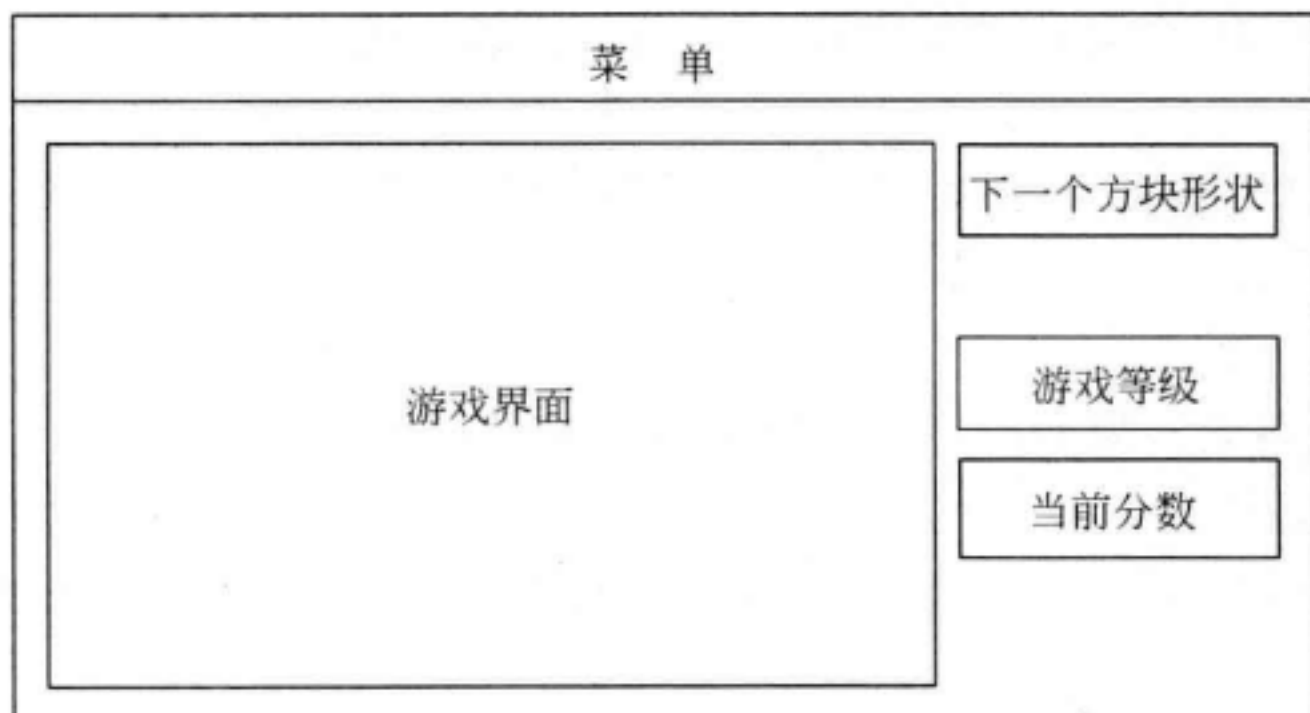 菜 单
下一个方块形状
游戏界面
游戏等级
当前分数